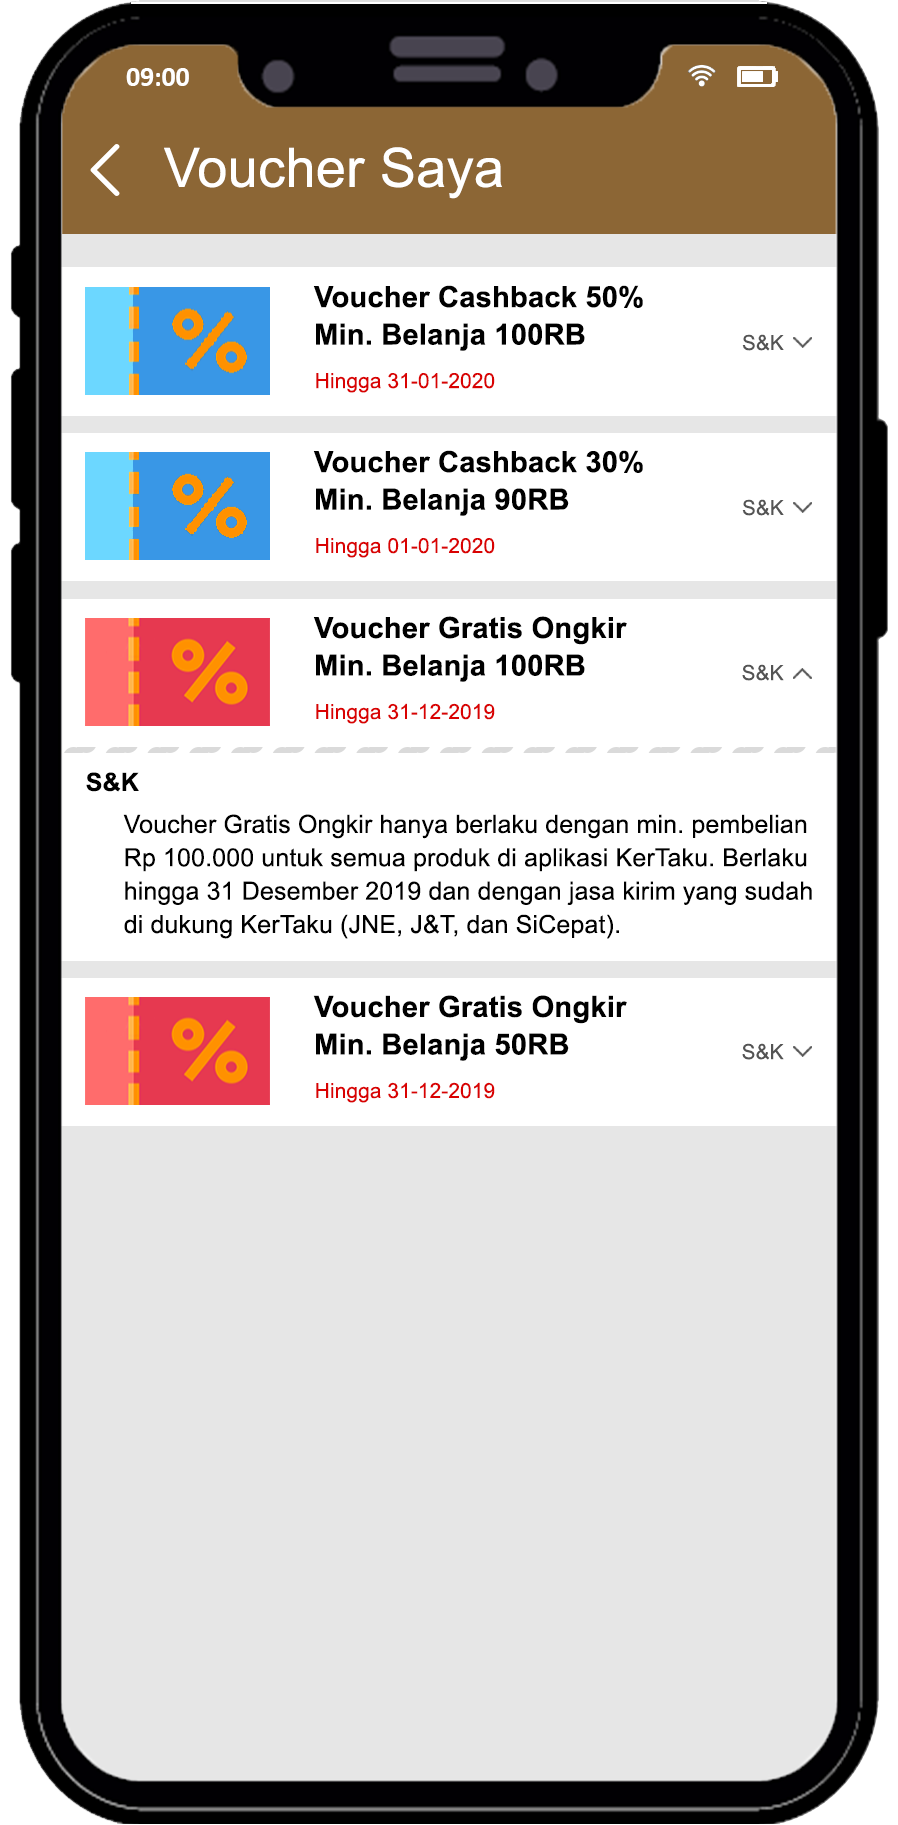 09:00
Voucher Saya
Voucher Cashback 50%
Min. Belanja 100RB
S&K
Hingga 31-01-2020
Voucher Cashback 30%
Min. Belanja 90RB
S&K
Hingga 01-01-2020
Voucher Gratis Ongkir
Min. Belanja 100RB
S&K
Hingga 31-12-2019
S&K
Voucher Gratis Ongkir hanya berlaku dengan min. pembelian
Rp 100.000 untuk semua produk di aplikasi KerTaku. Berlaku
hingga 31 Desember 2019 dan dengan jasa kirim yang sudah
di dukung KerTaku (JNE, J&T, dan SiCepat).
Voucher Gratis Ongkir
Min. Belanja 50RB
S&K
Hingga 31-12-2019